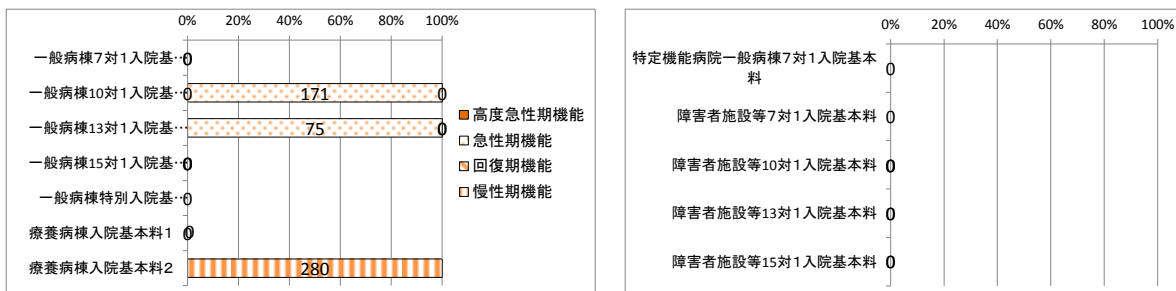 0% 20% 40% 60% 80% 100%
一般病棟7対1入院基… 0
一般病棟10対1入院基… 0 171 0
一般病棟13対1入院基… 75 0
一般病棟15対1入院基… 0
一般病棟特別入院基… 0
療養病棟入院基本料1 0
療養病棟入院基本料2 280
高度急性期機能
急性期機能
回復期機能
慢性期機能
0% 20% 40% 60% 80% 100%
特定機能病院一般病棟7対1入院基本
料 0
障害者施設等7対1入院基本料 0
障害者施設等10対1入院基本料 0
障害者施設等13対1入院基本料 0
障害者施設等15対1入院基本料 0